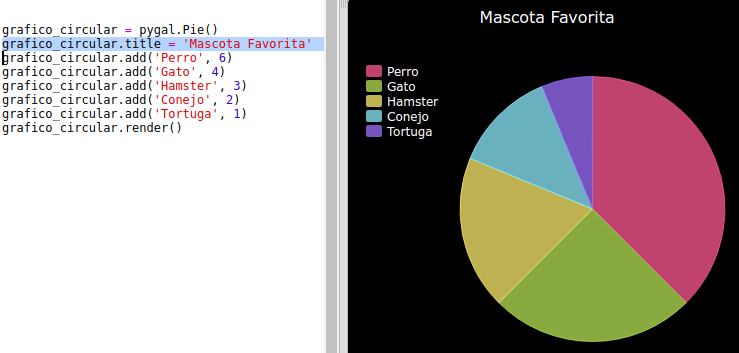 grafico_circular = pygal.Pie()
grafico_circular.title = 'Mascota Favorita'
grafico_circular.add('Perro', 6)
grafico_circular.add('Gato', 4)
grafico_circular.add('Hamster', 3)
grafico_circular.add('Conejo', 2)
grafico_circular.add('Tortuga', 1)
grafico_circular.render()
Mascota Favorita
Perro
Gato
Hamster
Conejo
Tortuga